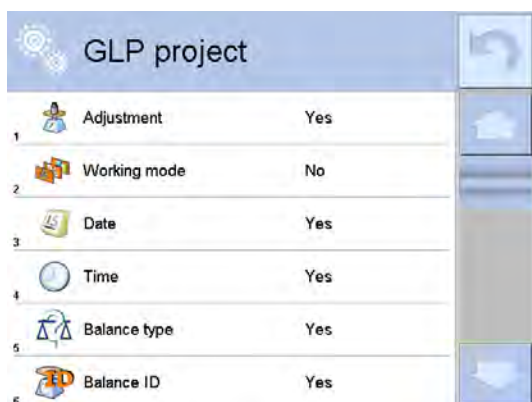 GLP project
1 Adjustment Yes
2 Working mode No
3 Date Yes
4 Time Yes
5 Balance type Yes
6 Balance ID Yes